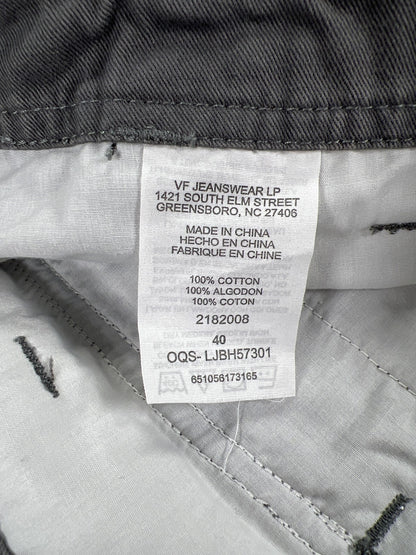 VF JEANSWEAR LP
1421 SOUTH ELM STREET
GREENSBORO, NC 27406
MADE IN CHINA
HECHO EN CHINA
FABRIQUE EN CHINE
100% COTTON
100% ALGODON
100% COTON
2182008
40
OQS- LJBH57301
651056173165